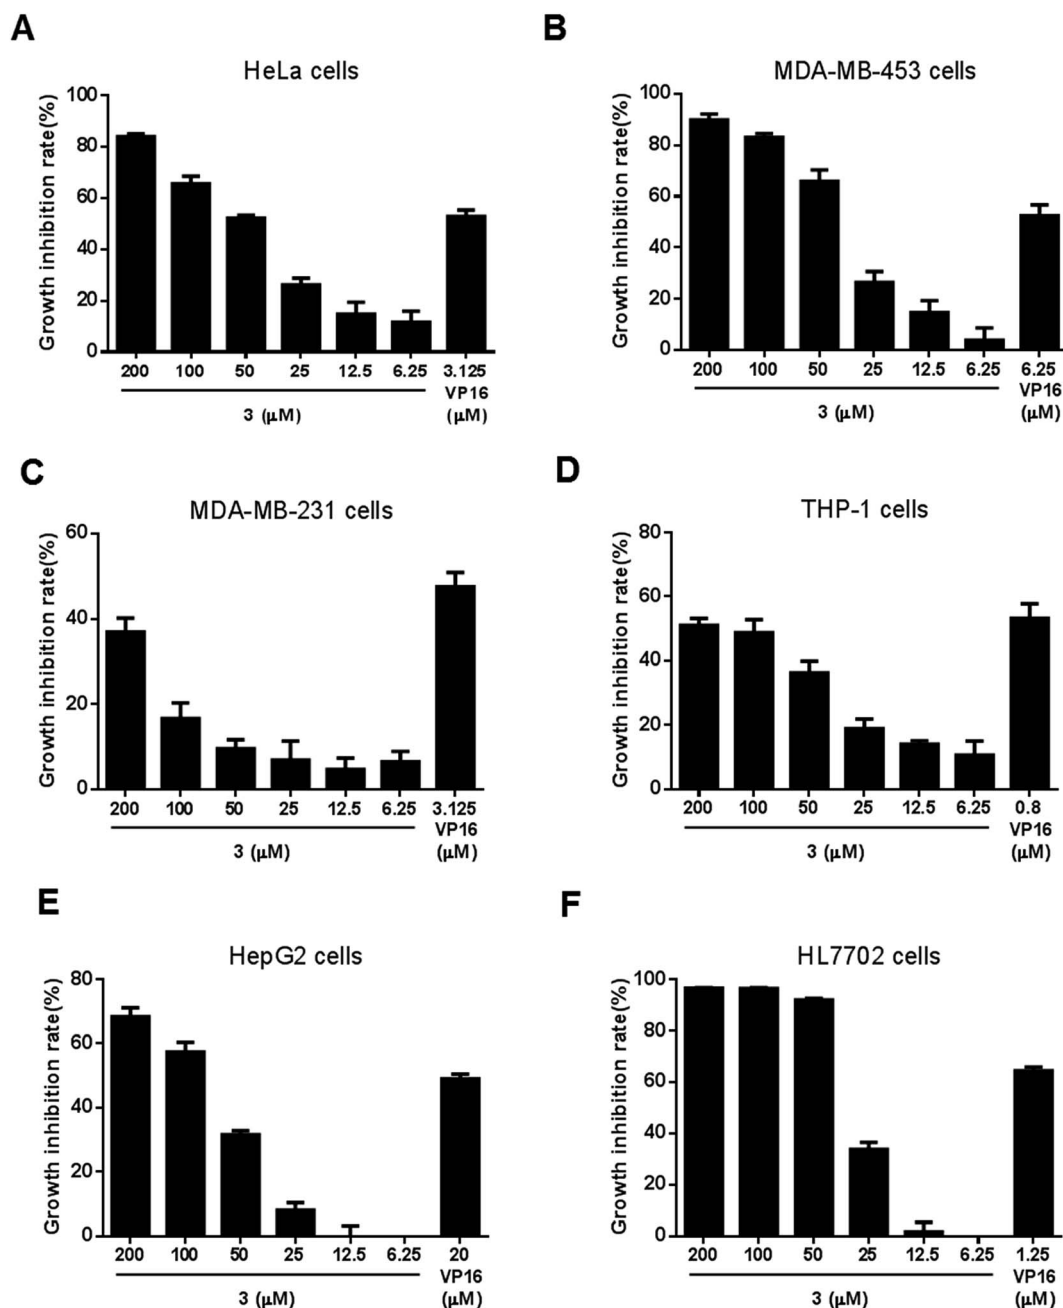 A
HeLa cells
Growth inhibition rate(%)
100
80
60
40
20
0
200 100 50 25 12.5 6.25 3.125
VP16
3 (μM) (μM)
B
MDA-MB-453 cells
Growth inhibition rate(%)
100
80
60
40
20
0
200 100 50 25 12.5 6.25 6.25
VP16
3 (μM) (μM)
C
MDA-MB-231 cells
Growth inhibition rate(%)
60
40
20
0
200 100 50 25 12.5 6.25 3.125
VP16
3 (μM) (μM)
D
THP-1 cells
Growth inhibition rate(%)
80
60
40
20
0
200 100 50 25 12.5 6.25 0.8
VP16
3 (μM) (μM)
E
HepG2 cells
Growth inhibition rate(%)
80
60
40
20
0
200 100 50 25 12.5 6.25 20
VP16
3 (μM) (μM)
F
HL7702 cells
Growth inhibition rate(%)
100
80
60
40
20
0
200 100 50 25 12.5 6.25 1.25
VP16
3 (μM) (μM)